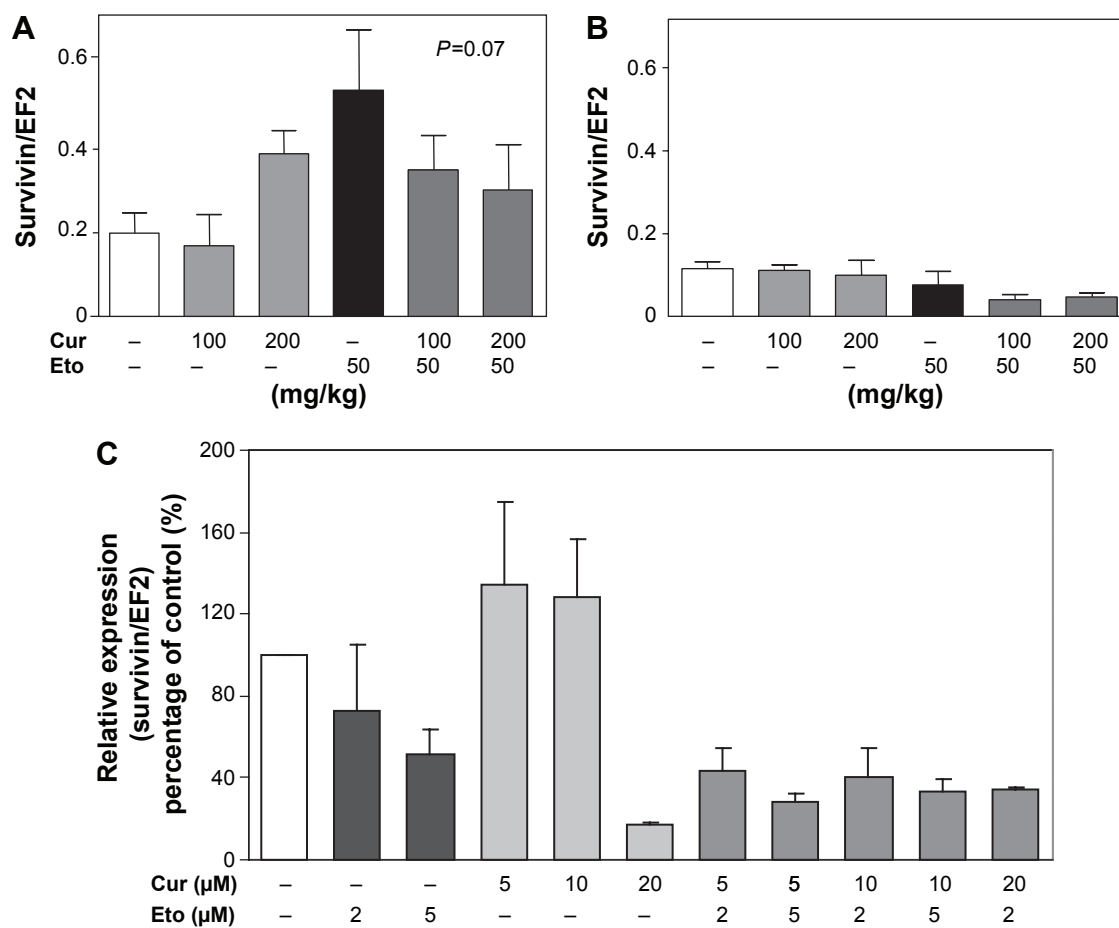 A
P=0.07
Survivin/EF2
0.6
0.4
0.2
0
Cur – 100 200 – 100 200
Eto – – – 50 50 50
(mg/kg)
B
Survivin/EF2
0.6
0.4
0.2
0
– 100 200 – 100 200
– – – 50 50 50
(mg/kg)
C
Relative expression
(survivin/EF2)
percentage of control (%)
200
160
120
80
40
0
Cur (µM) – – – 5 10 20 5 5 10 10 20
Eto (µM) – 2 5 – – – 2 5 2 5 2